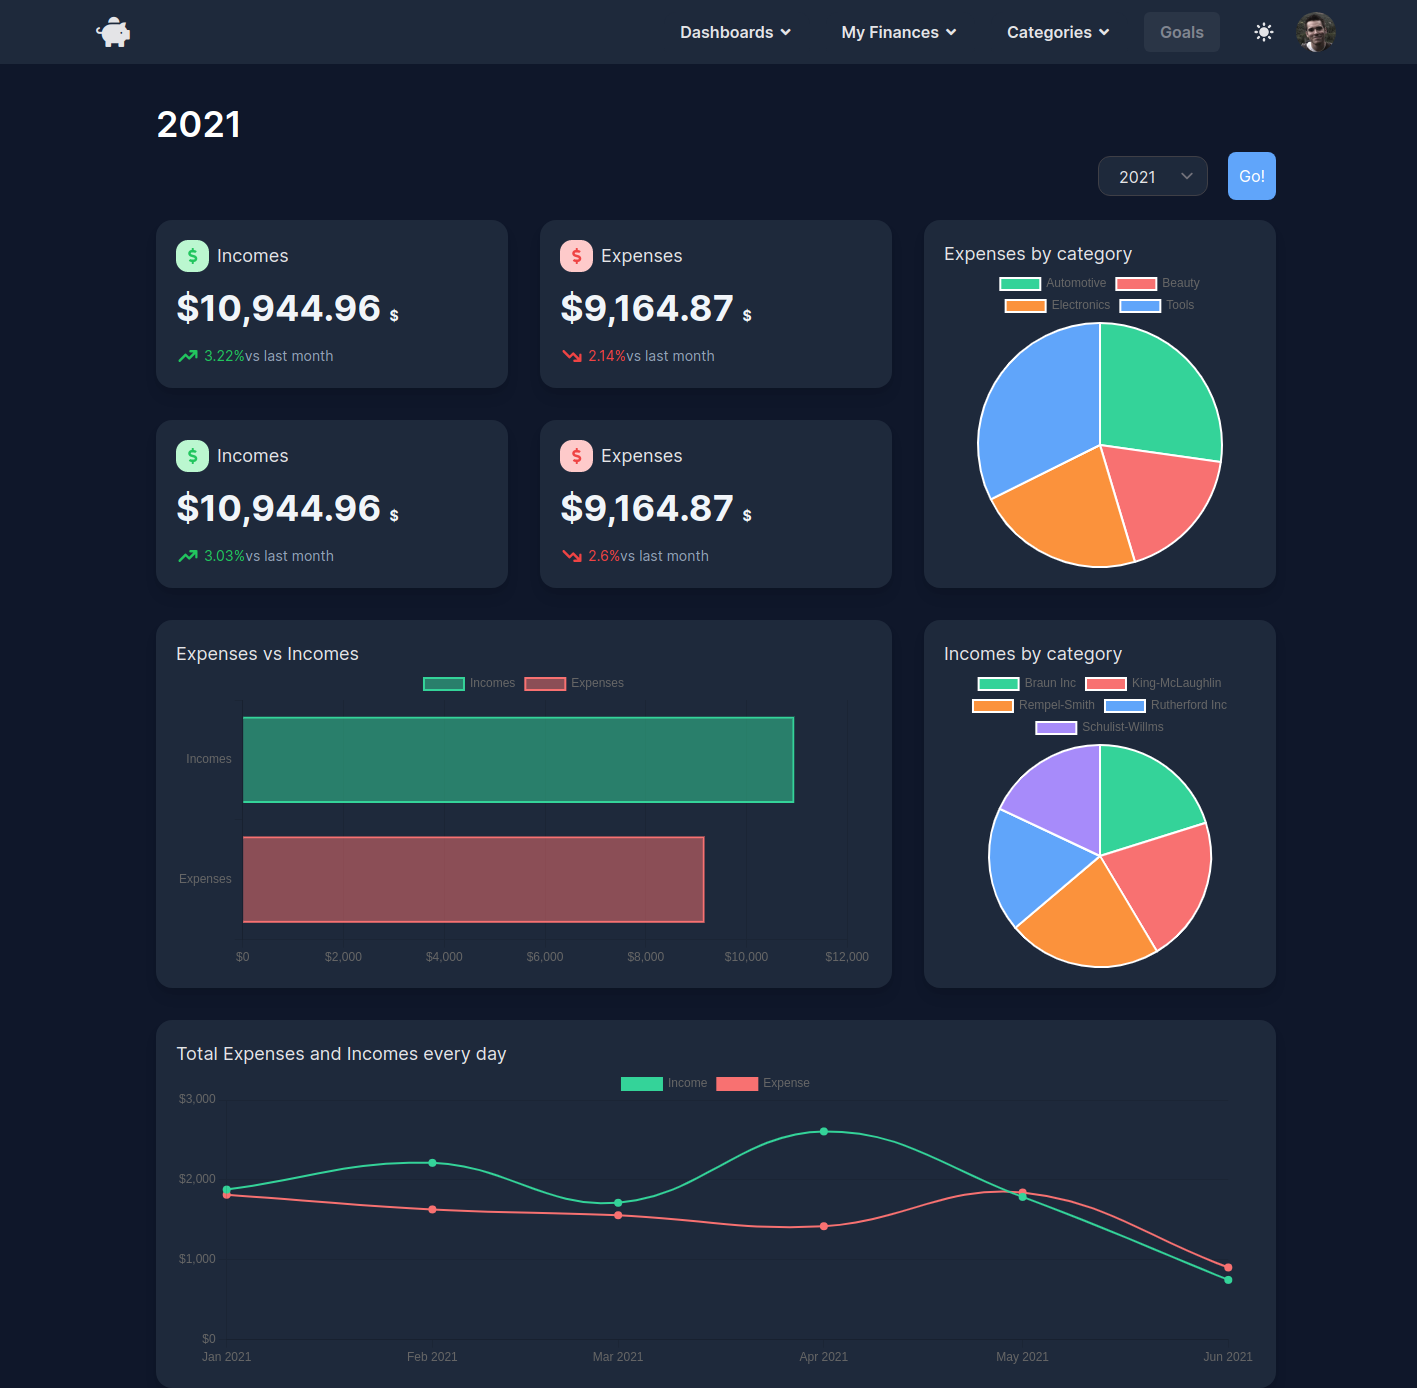 Dashboards
My Finances
Categories
Goals
2021
2021
Go!
$ Incomes
$10,944.96 $
3.22%vs last month
$ Expenses
$9,164.87 $
2.14%vs last month
Expenses by category
Automotive Beauty
Electronics Tools
$ Incomes
$10,944.96 $
3.03%vs last month
$ Expenses
$9,164.87 $
2.6%vs last month
Expenses vs Incomes
Incomes Expenses
Incomes
Expenses
$0 $2,000 $4,000 $6,000 $8,000 $10,000 $12,000
Incomes by category
Braun Inc King-McLaughlin
Rempel-Smith Rutherford Inc
Schulist-Willms
Total Expenses and Incomes every day
Income Expense
$3,000
$2,000
$1,000
$0
Jan 2021 Feb 2021 Mar 2021 Apr 2021 May 2021 Jun 2021